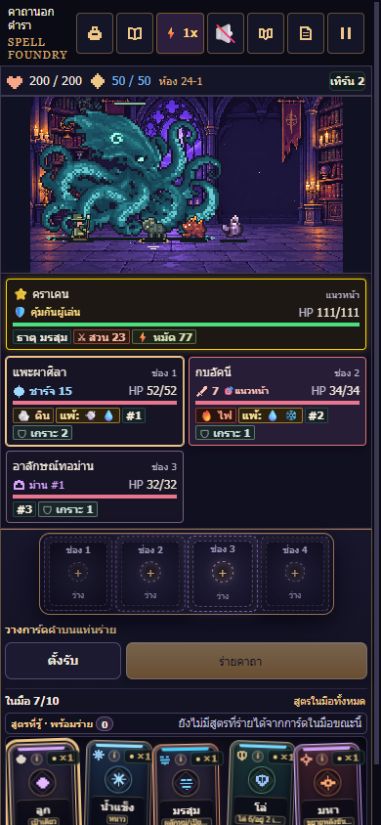 คาถานอก
ตำรา
SPELL
FOUNDRY
1x
200 / 200 50 / 50 ห้อง 24-1 เทิร์น 2
คราเคน แนวหน้า
คุ้มกันผู้เล่น HP 111/111
ธาตุ มรสุม สวน 23 หมัด 77
แพะผาศิลา ช่อง 1
ชาร์จ 15 HP 52/52
ดิน แพ้: #1
เกราะ 2
กบอัคนี ช่อง 2
7 แนวหน้า HP 34/34
ไฟ แพ้: #2
เกราะ 1
อาลักษณ์ทอม่าน ช่อง 3
ม่าน #1 HP 32/32
#3 เกราะ 1
ช่อง 1 ช่อง 2 ช่อง 3 ช่อง 4
+ + + +
ว่าง ว่าง ว่าง ว่าง
วางการ์ดคำบนแท่นร่าย
ตั้งรับ ร่ายคาถา
ในมือ 7/10 สูตรในมือทั้งหมด
สูตรที่รู้ · พร้อมร่าย 0 ยังไม่มีสูตรที่ร่ายได้จากการ์ดในมือขณะนี้
×1 ×1 ×1 ×1 ×1
ลูก น้ำแข็ง มรสุม โล่ มหา
เป้าเดียว หนาว